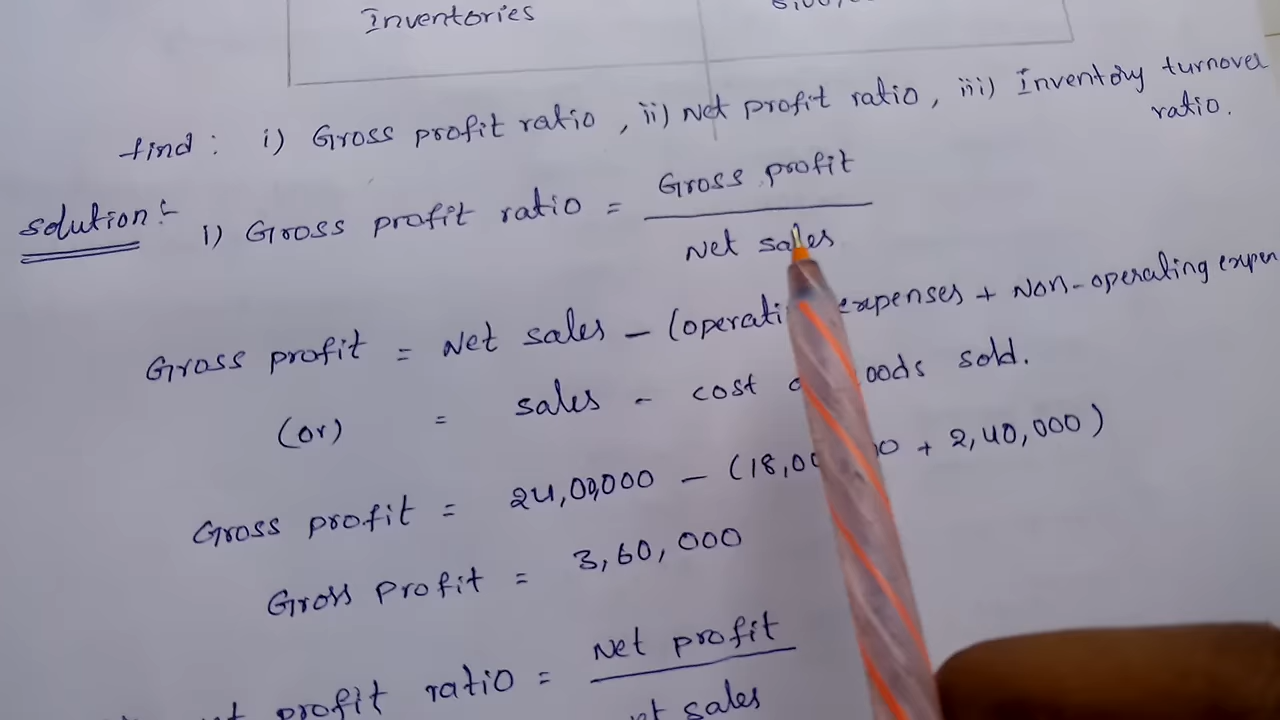 Inventories
find: i) Gross profit ratio, ii) Net profit ratio, iii) Inventory turnover ratio.
Solution:-
i) Gross profit ratio = Gross profit
Net sales
Gross profit = Net sales - (operati expenses + Non-operating expen
(or) = sales - cost oods sold.
Gross profit = 24,00,000 - (18,00 + 2,40,000)
Gross profit = 3,60,000
profit ratio = Net profit
sales